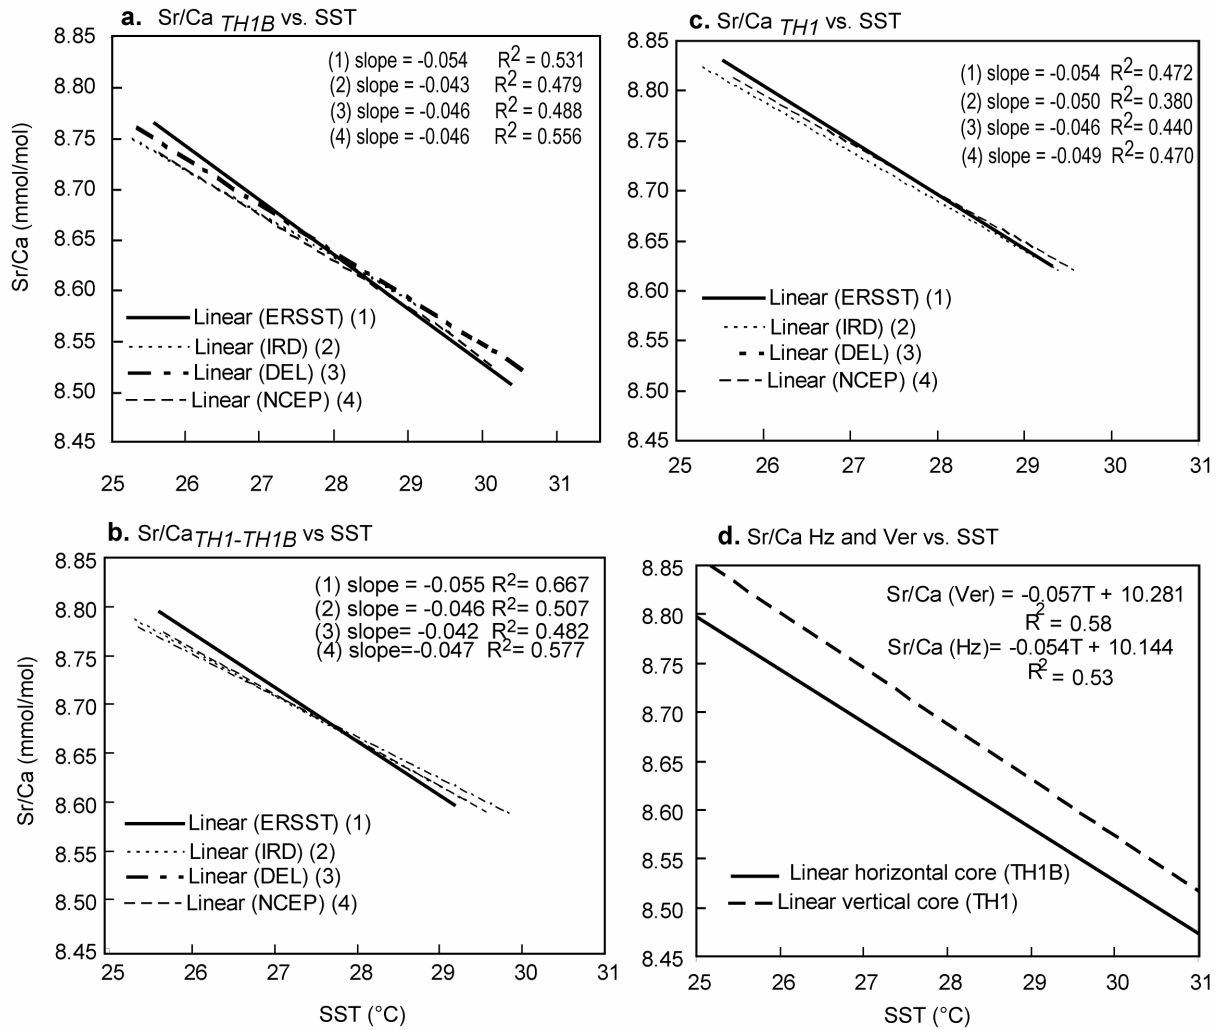 a. Sr/Ca TH1B vs. SST
8.85
8.80
8.75
8.70
8.65
8.60
8.55
8.50
8.45
Sr/Ca (mmol/mol)
(1) slope = -0.054 R2 = 0.531
(2) slope = -0.043 R2 = 0.479
(3) slope = -0.046 R2 = 0.488
(4) slope = -0.046 R2 = 0.556
Linear (ERSST) (1)
Linear (IRD) (2)
Linear (DEL) (3)
Linear (NCEP) (4)
25 26 27 28 29 30 31
c. Sr/Ca TH1 vs. SST
8.85
8.80
8.75
8.70
8.65
8.60
8.55
8.50
8.45
(1) slope = -0.054 R2= 0.472
(2) slope = -0.050 R2= 0.380
(3) slope = -0.046 R2= 0.440
(4) slope = -0.049 R2= 0.470
Linear (ERSST) (1)
Linear (IRD) (2)
Linear (DEL) (3)
Linear (NCEP) (4)
25 26 27 28 29 30 31
b. Sr/Ca TH1-TH1B vs SST
8.85
8.80
8.75
8.70
8.65
8.60
8.55
8.50
8.45
Sr/Ca (mmol/mol)
(1) slope = -0.055 R2= 0.667
(2) slope = -0.046 R2= 0.507
(3) slope= -0.042 R2= 0.482
(4) slope=-0.047 R2= 0.577
Linear (ERSST) (1)
Linear (IRD) (2)
Linear (DEL) (3)
Linear (NCEP) (4)
25 26 27 28 29 30 31
SST (°C)
d. Sr/Ca Hz and Ver vs. SST
8.85
8.80
8.75
8.70
8.65
8.60
8.55
8.50
8.45
Sr/Ca (Ver) = -0.057T + 10.281
R2 = 0.58
Sr/Ca (Hz)= -0.054T + 10.144
R2 = 0.53
Linear horizontal core (TH1B)
Linear vertical core (TH1)
25 26 27 28 29 30 31
SST (°C)